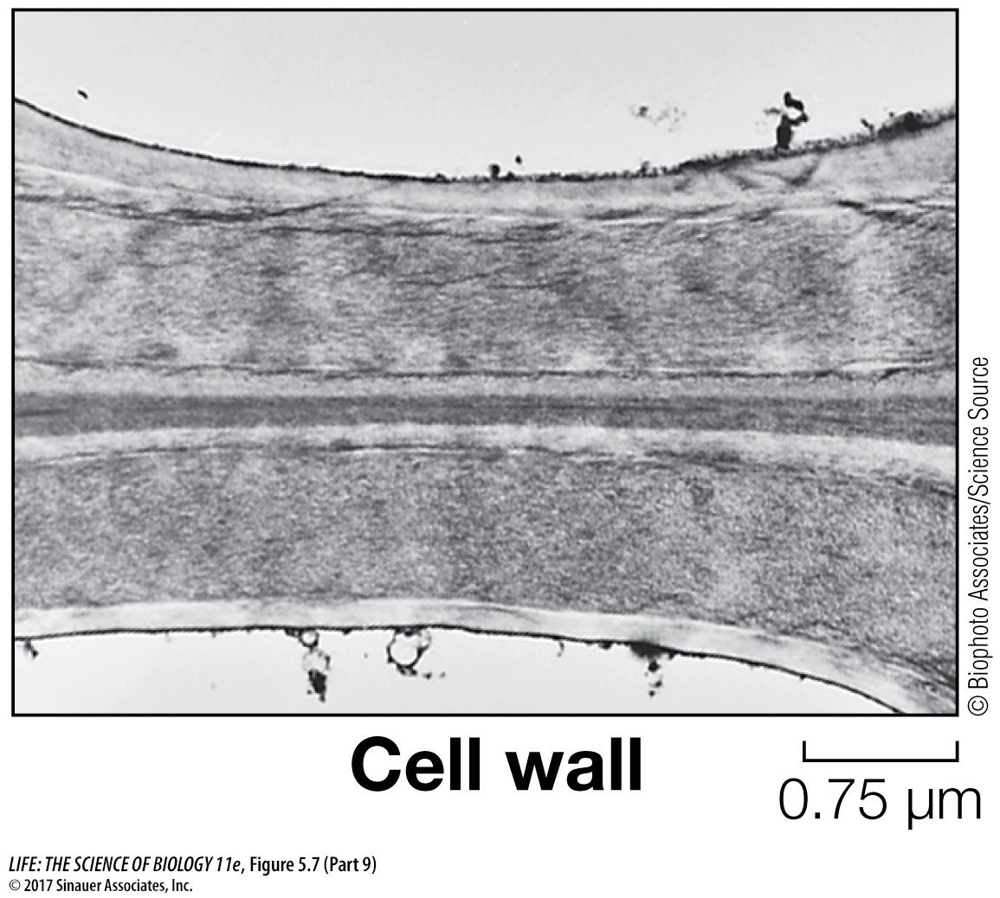 © Biophoto Associates/Science Source
Cell wall
0.75 µm
LIFE: THE SCIENCE OF BIOLOGY 11e, Figure 5.7 (Part 9)
© 2017 Sinauer Associates, Inc.